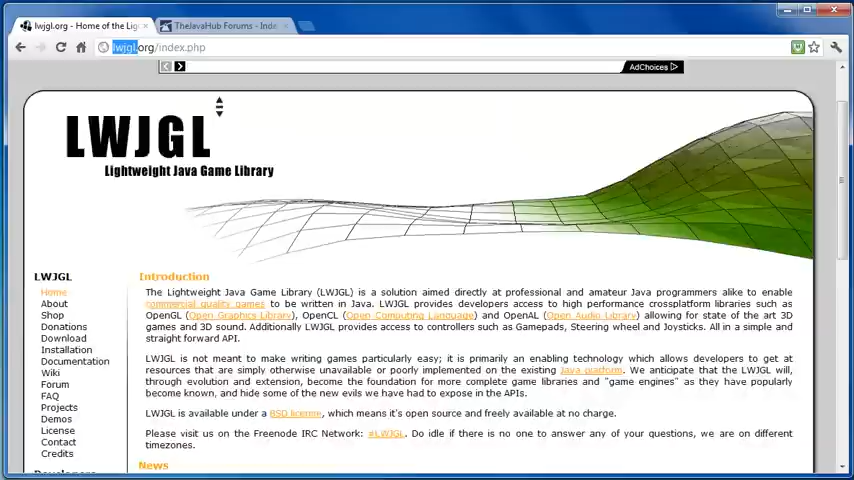 lwjgl.org - Home of the Lig
TheJavaHub Forums - Index
lwjgl.org/index.php
AdChoices
LWJGL
Lightweight Java Game Library
LWJGL
Home
About
Shop
Donations
Download
Installation
Documentation
Wiki
Forum
FAQ
Projects
Demos
License
Contact
Credits
Introduction
The Lightweight Java Game Library (LWJGL) is a solution aimed directly at professional and amateur Java programmers alike to enable
commercial quality games to be written in Java. LWJGL provides developers access to high performance crossplatform libraries such as
OpenGL (Open Graphics Library), OpenCL (Open Computing Language) and OpenAL (Open Audio Library) allowing for state of the art 3D
games and 3D sound. Additionally LWJGL provides access to controllers such as Gamepads, Steering wheel and Joysticks. All in a simple and
straight forward API.
LWJGL is not meant to make writing games particularly easy; it is primarily an enabling technology which allows developers to get at
resources that are simply otherwise unavailable or poorly implemented on the existing Java platform. We anticipate that the LWJGL will,
through evolution and extension, become the foundation for more complete game libraries and "game engines" as they have popularly
become known, and hide some of the new evils we have had to expose in the APIs.
LWJGL is available under a BSD license, which means it's open source and freely available at no charge.
Please visit us on the Freenode IRC Network: #LWJGL. Do idle if there is no one to answer any of your questions, we are on different
timezones.
News